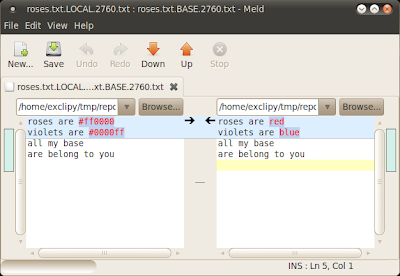 roses.txt.LOCAL.2760.txt : roses.txt.BASE.2760.txt - Meld
File Edit View Help
New... Save Undo Redo Down Up Stop
roses.txt.LOCAL....xt.BASE.2760.txt
/home/exclipy/tmp/repo Browse... /home/exclipy/tmp/repo Browse...
roses are #ff0000
violets are #0000ff
all my base
are belong to you
roses are red
violets are blue
all my base
are belong to you
INS : Ln 5, Col 1